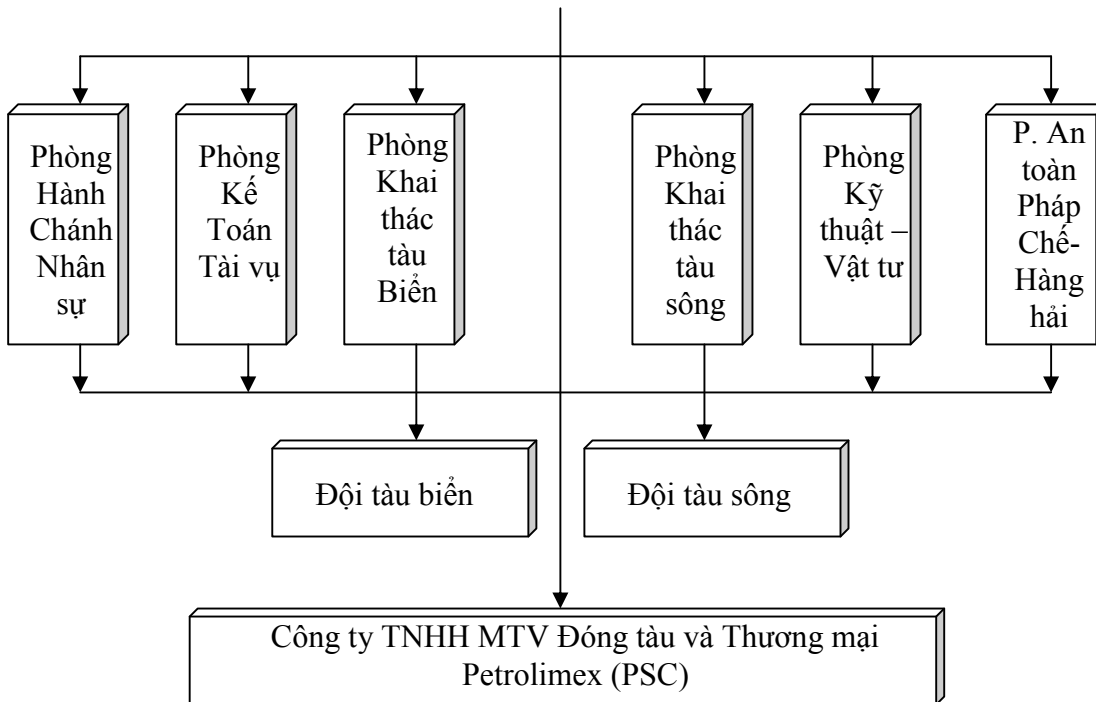 Phòng
Hành
Chánh
Nhân
sự
Phòng
Kế
Toán
Tài vụ
Phòng
Khai
thác
tàu
Biển
Phòng
Khai
thác
tàu
sông
Phòng
Kỹ
thuật –
Vật tư
P. An
toàn
Pháp
Chế-
Hàng
hải
Đội tàu biển
Đội tàu sông
Công ty TNHH MTV Đóng tàu và Thương mại
Petrolimex (PSC)